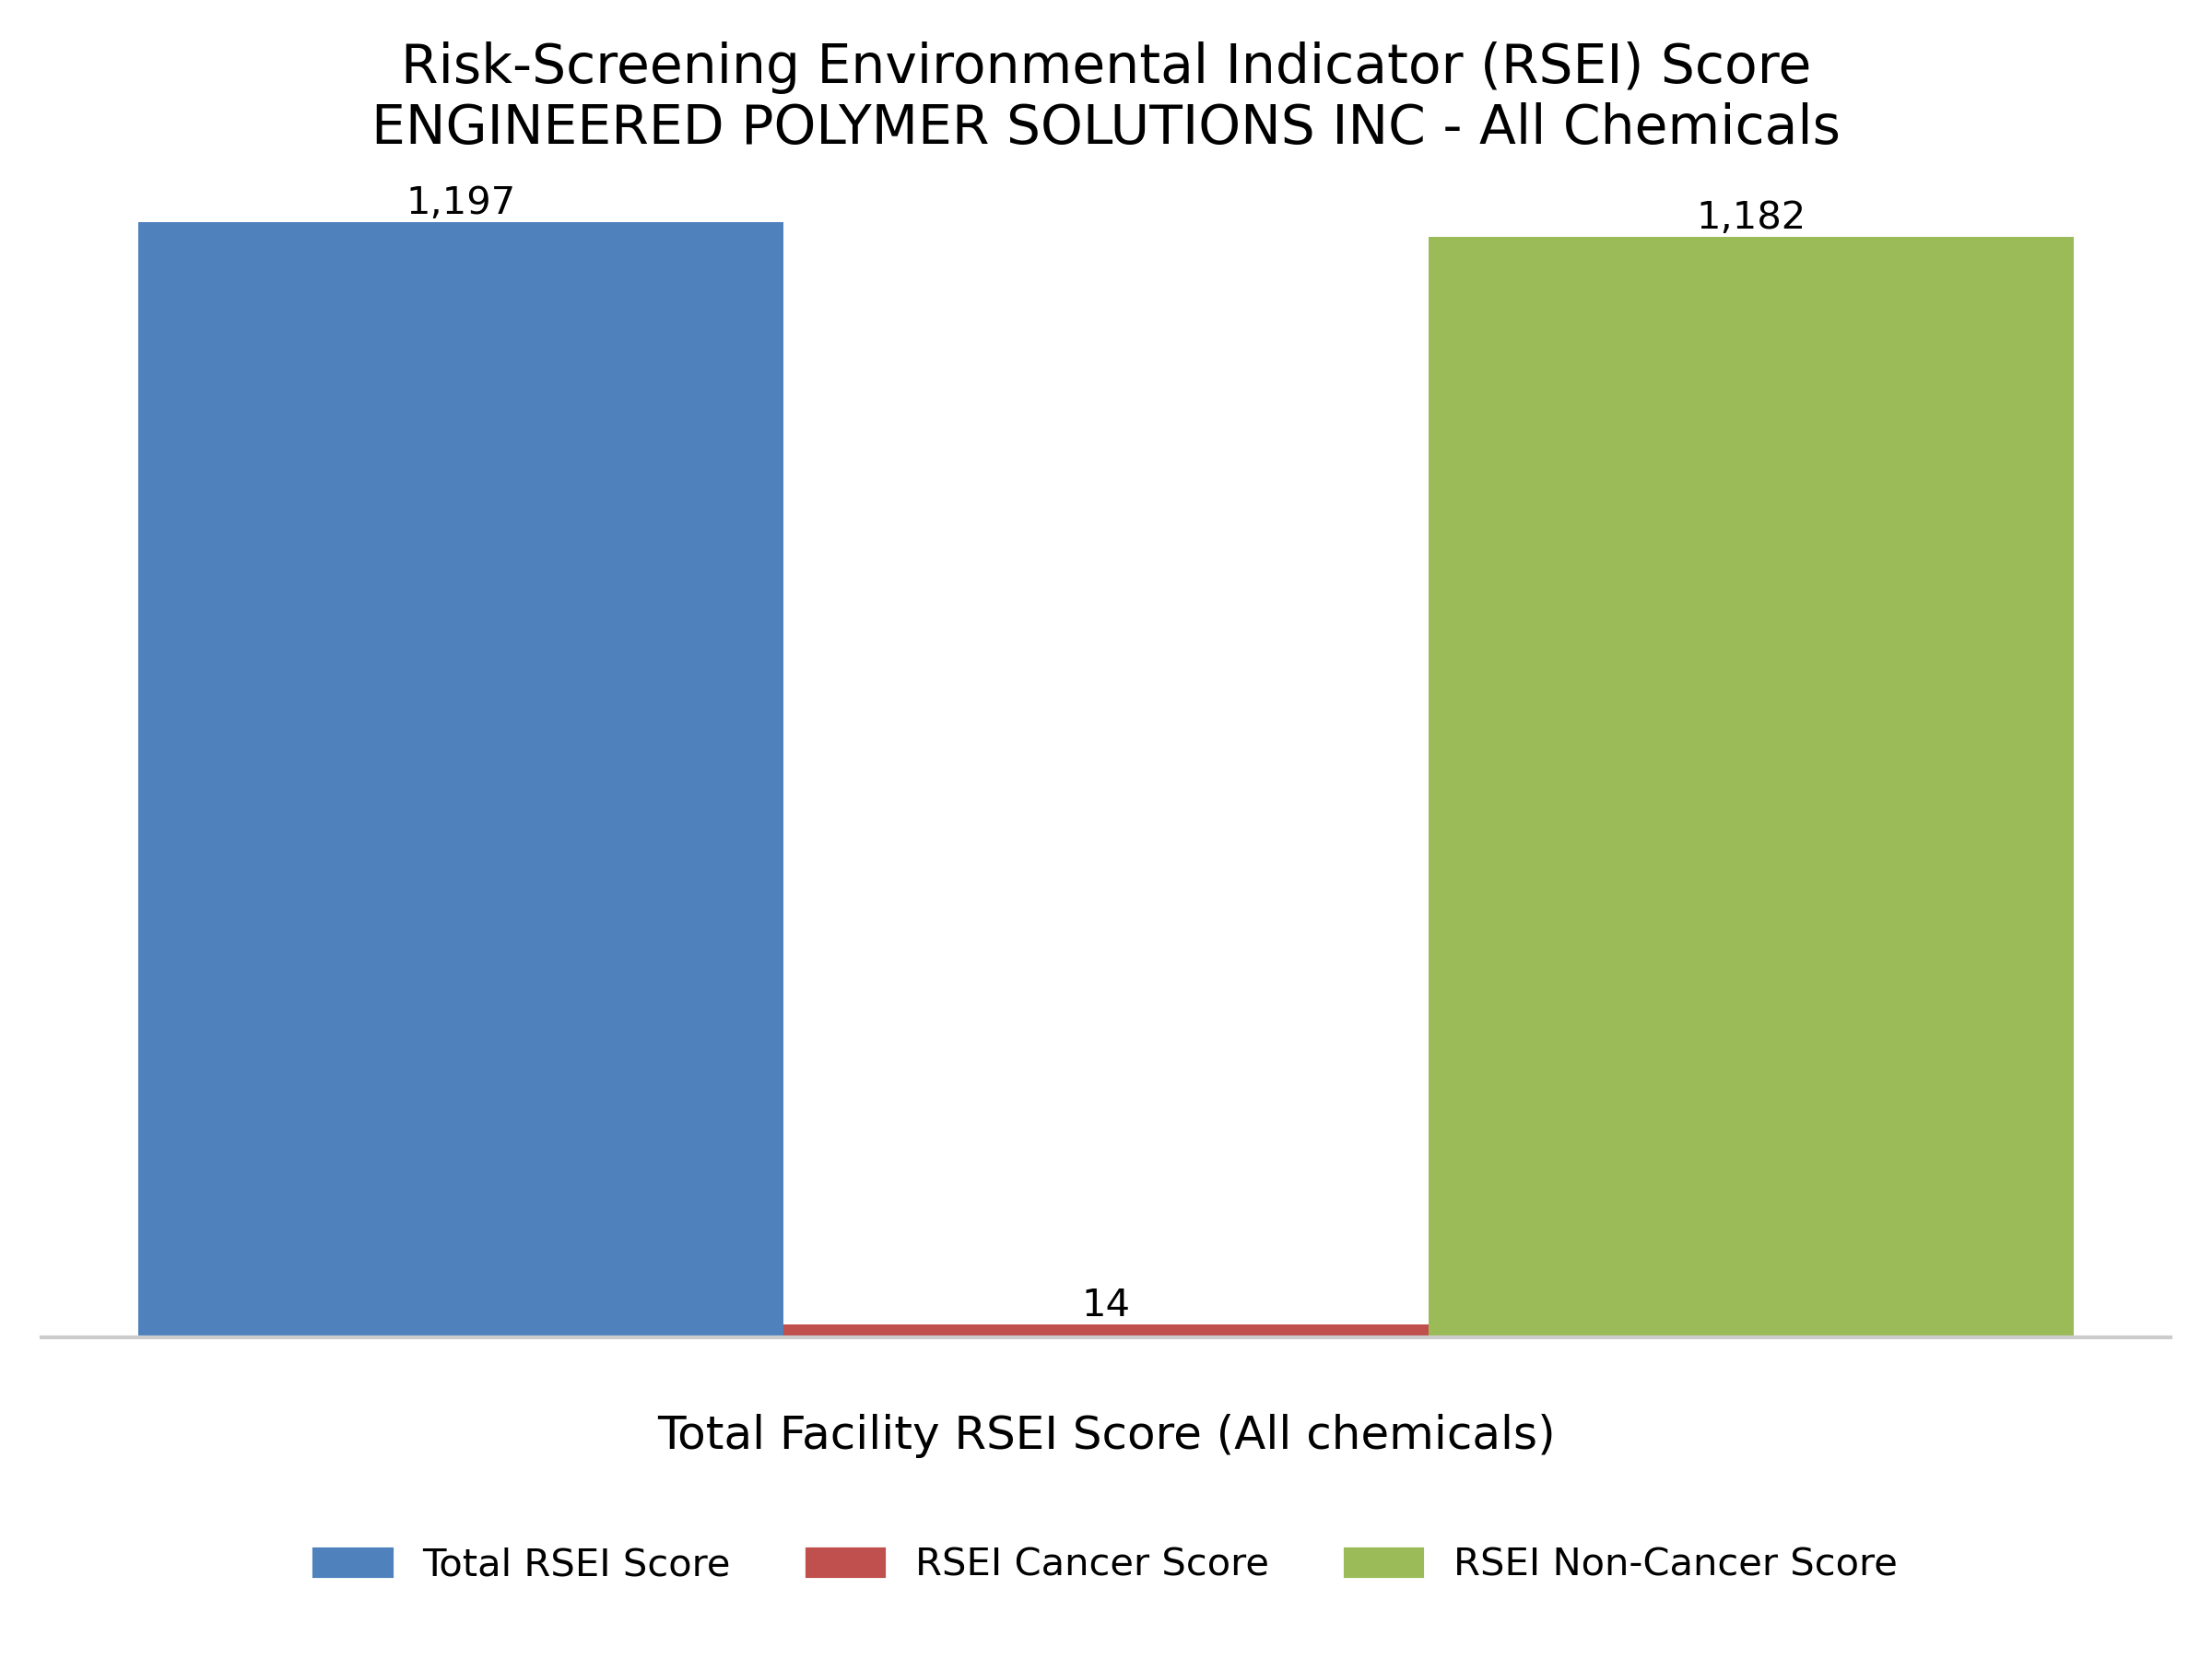 Risk-Screening Environmental Indicator (RSEI) Score
ENGINEERED POLYMER SOLUTIONS INC - All Chemicals
1,197
1,182
14
Total Facility RSEI Score (All chemicals)
Total RSEI Score
RSEI Cancer Score
RSEI Non-Cancer Score